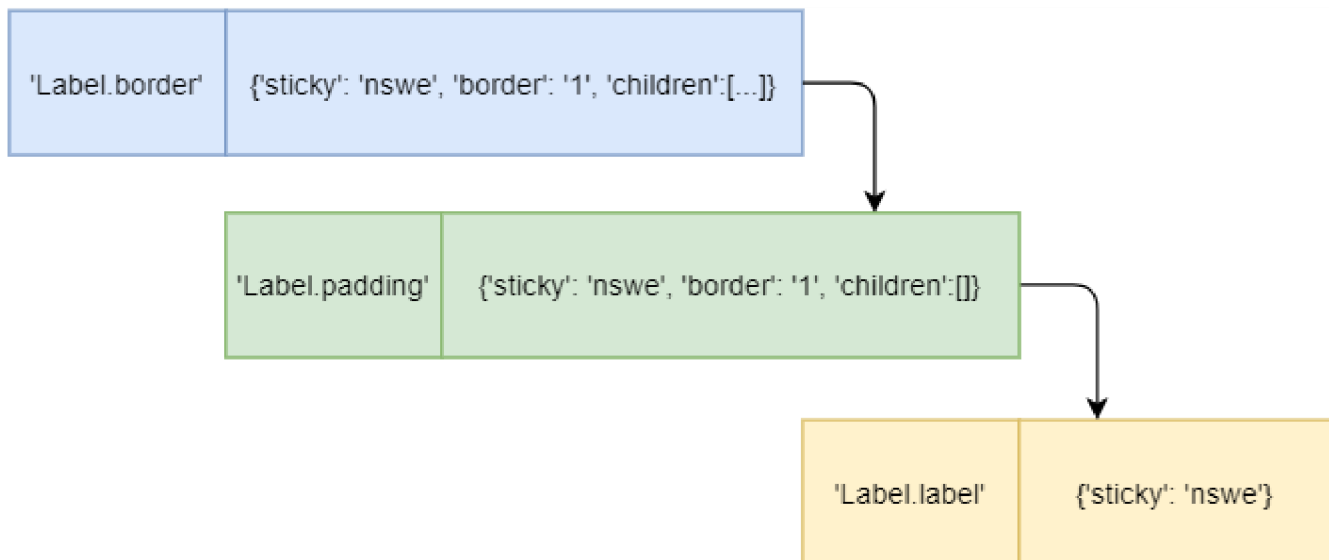 'Label.border' {'sticky': 'nswe', 'border': '1', 'children':[...]}
'Label.padding' {'sticky': 'nswe', 'border': '1', 'children':[]}
'Label.label' {'sticky': 'nswe'}